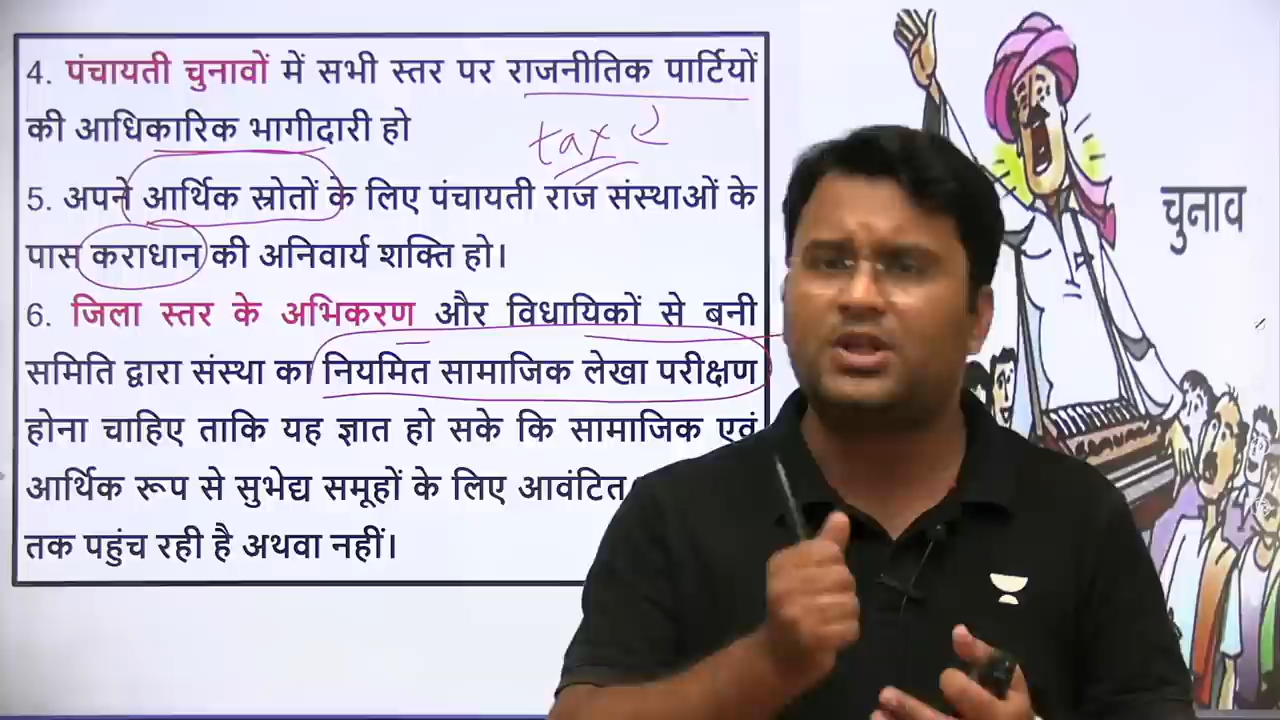 4. पंचायती चुनावों में सभी स्तर पर राजनीतिक पार्टियों
की आधिकारिक भागीदारी हो
tax
5. अपने आर्थिक स्रोतों के लिए पंचायती राज संस्थाओं के
पास कराधान की अनिवार्य शक्ति हो।
6. जिला स्तर के अभिकरण और विधायिकों से बनी
समिति द्वारा संस्था का नियमित सामाजिक लेखा परीक्षण
होना चाहिए ताकि यह ज्ञात हो सके कि सामाजिक एवं
आर्थिक रूप से सुभेद्य समूहों के लिए आवंटित
तक पहुंच रही है अथवा नहीं।
चुनाव